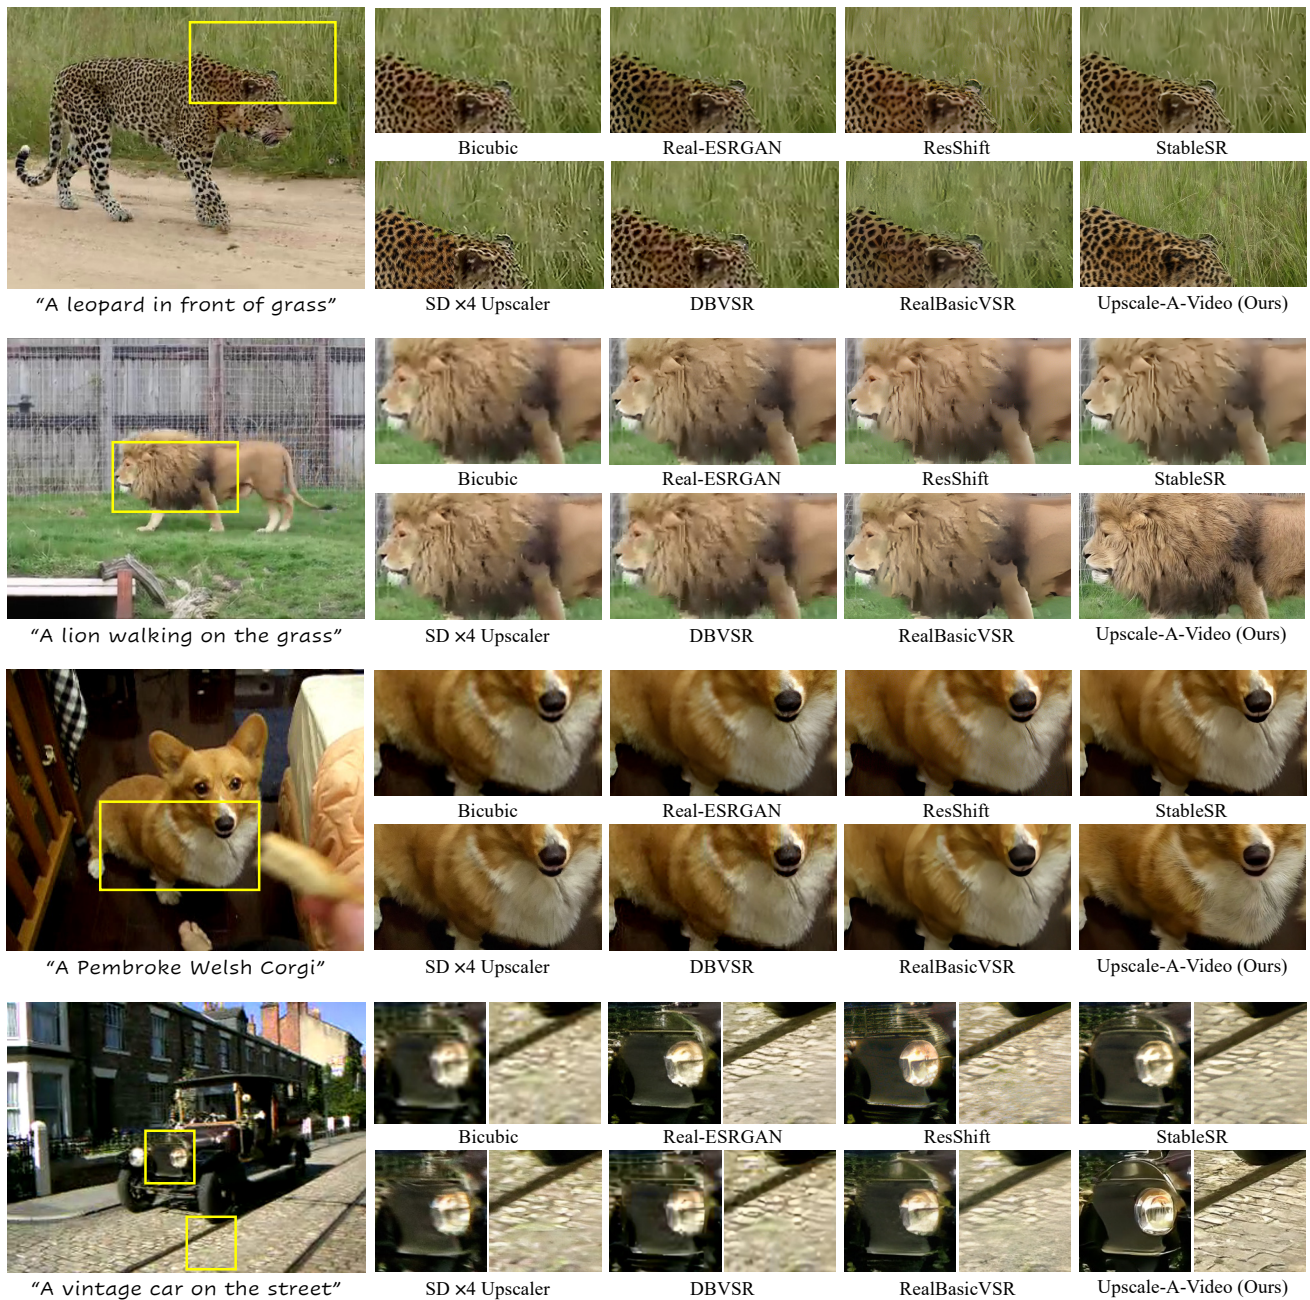 Bicubic Real-ESRGAN ResShift StableSR
“A leopard in front of grass” SD ×4 Upscaler DBVSR RealBasicVSR Upscale-A-Video (Ours)
Bicubic Real-ESRGAN ResShift StableSR
“A lion walking on the grass” SD ×4 Upscaler DBVSR RealBasicVSR Upscale-A-Video (Ours)
Bicubic Real-ESRGAN ResShift StableSR
“A Pembroke Welsh Corgi” SD ×4 Upscaler DBVSR RealBasicVSR Upscale-A-Video (Ours)
Bicubic Real-ESRGAN ResShift StableSR
“A vintage car on the street” SD ×4 Upscaler DBVSR RealBasicVSR Upscale-A-Video (Ours)